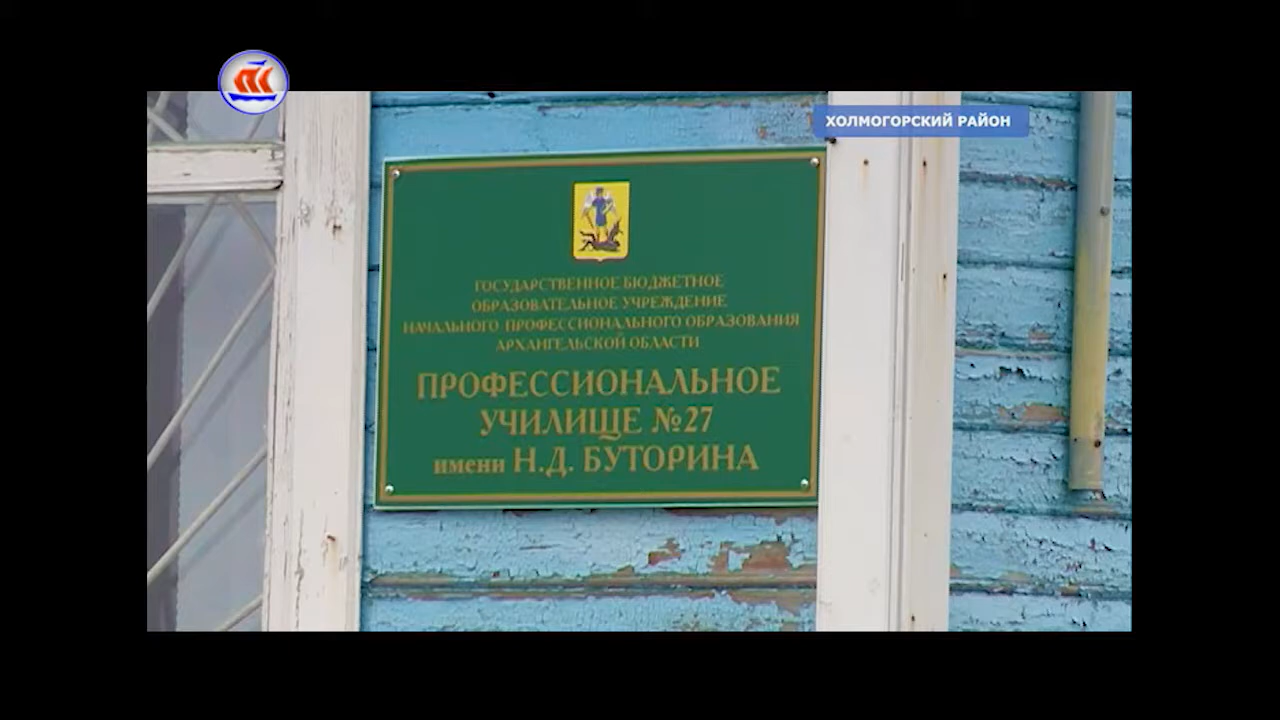 ХОЛМОГОРСКИЙ РАЙОН
ГОСУДАРСТВЕННОЕ БЮДЖЕТНОЕ
ОБРАЗОВАТЕЛЬНОЕ УЧРЕЖДЕНИЕ
НАЧАЛЬНОГО ПРОФЕССИОНАЛЬНОГО ОБРАЗОВАНИЯ
АРХАНГЕЛЬСКОЙ ОБЛАСТИ
ПРОФЕССИОНАЛЬНОЕ
УЧИЛИЩЕ №27
имени Н.Д. БУТОРИНА